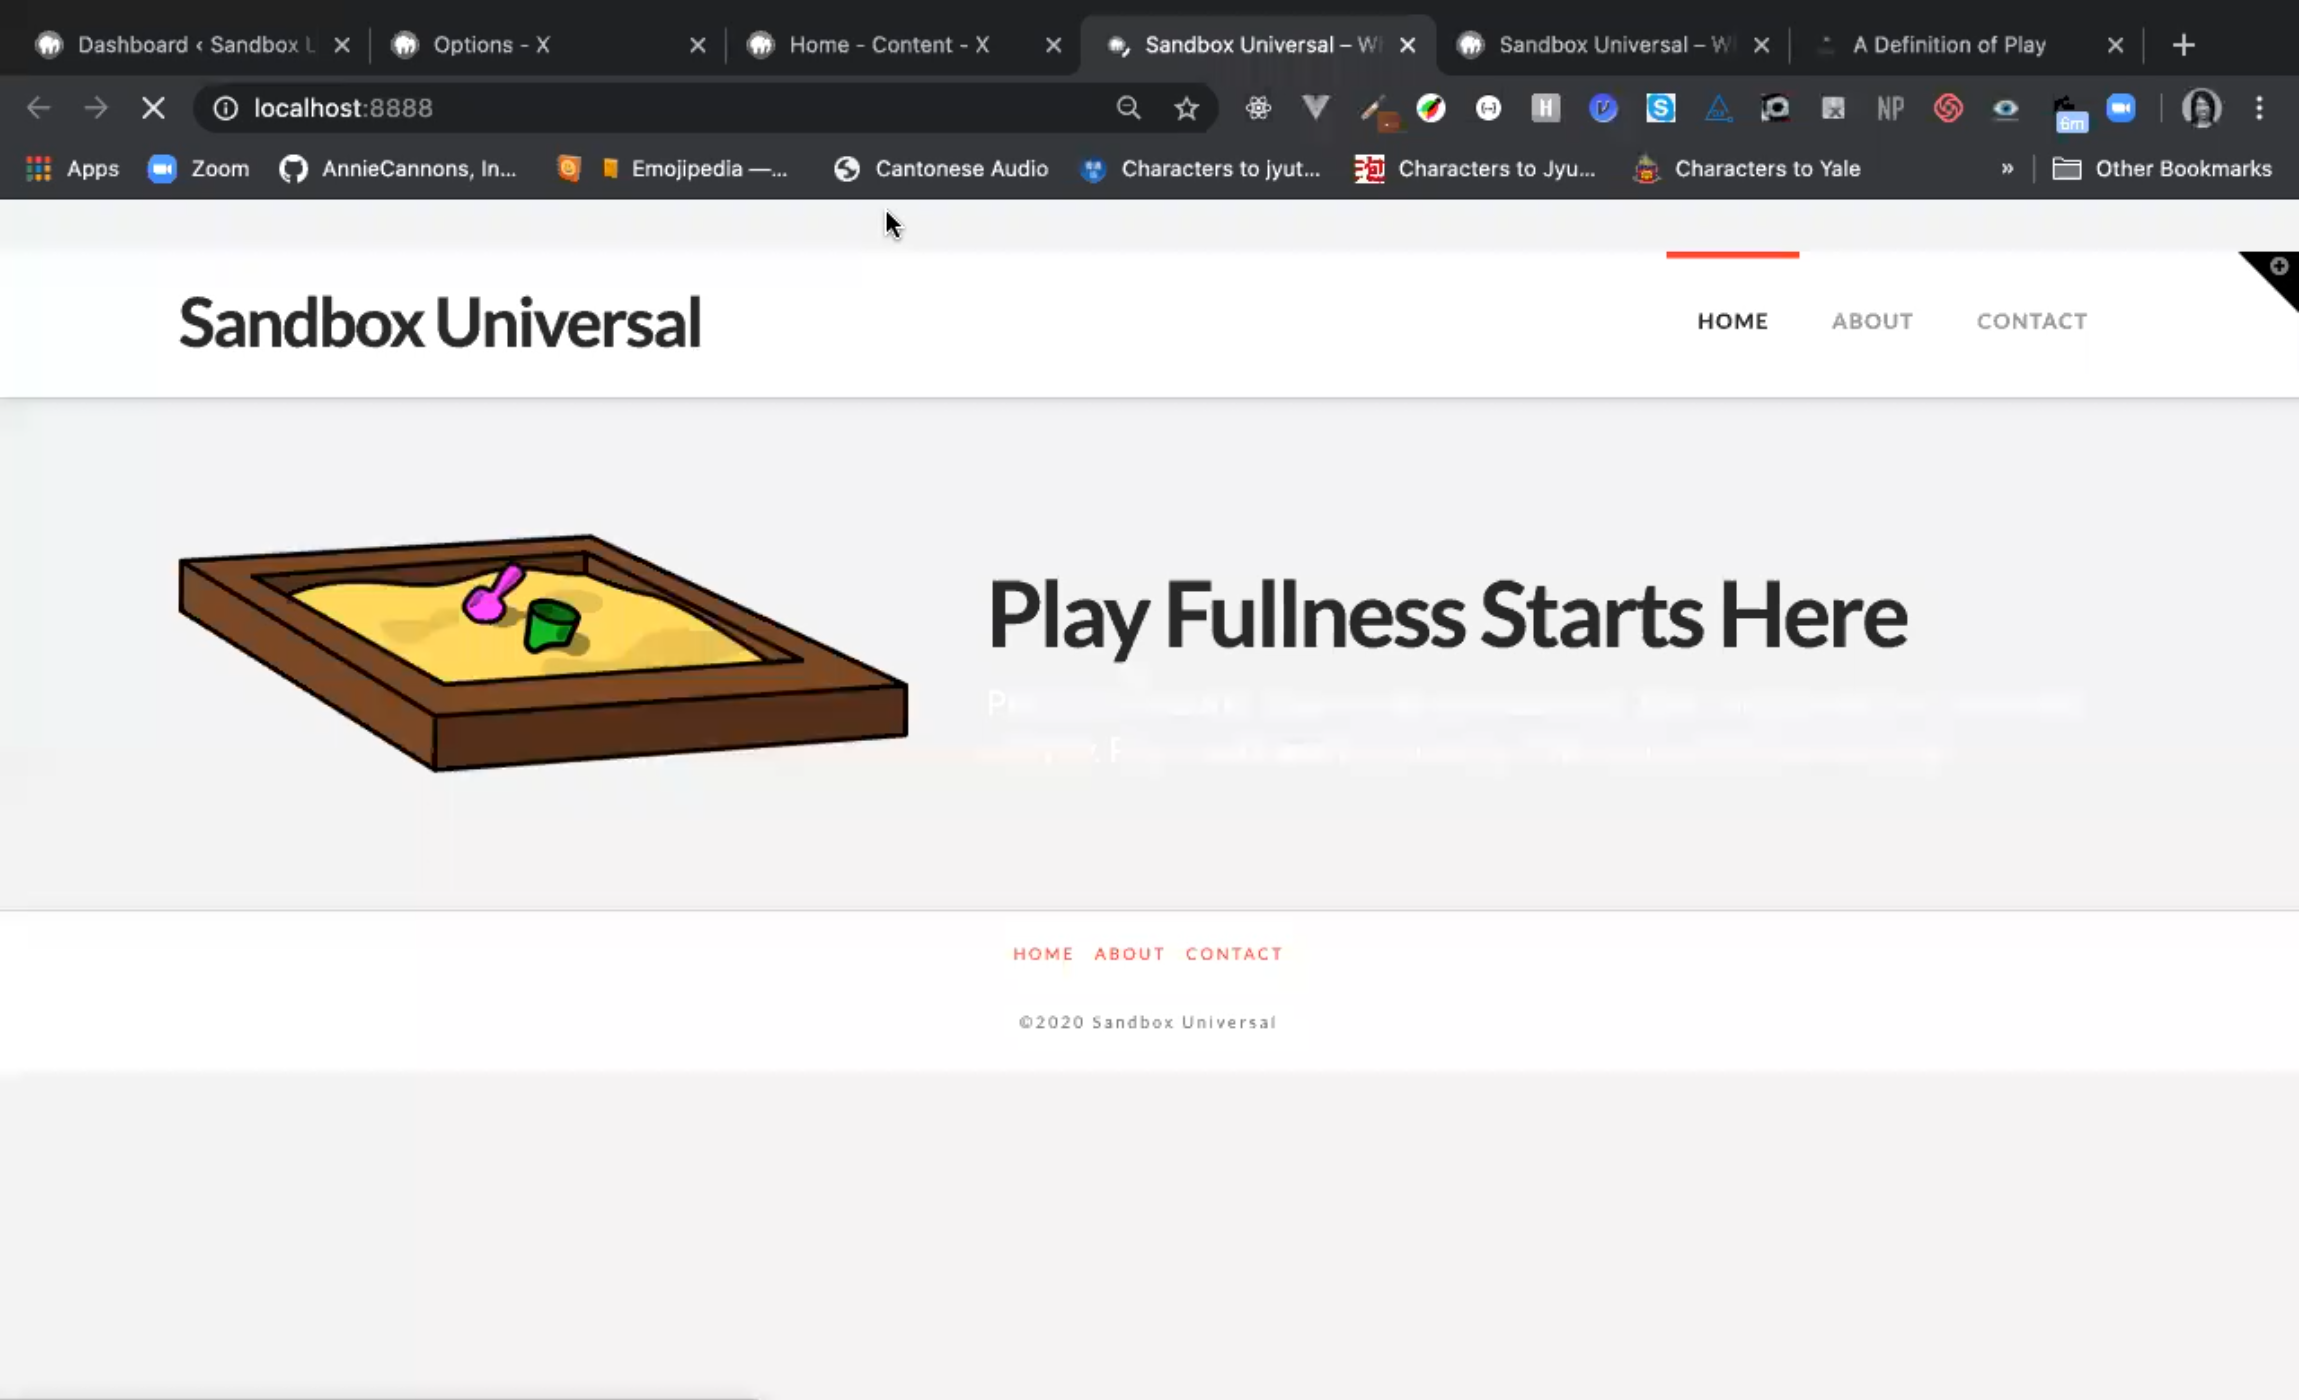 Dashboard ‹ Sandbox U
Options - X
Home - Content - X
Sandbox Universal – W
Sandbox Universal – W
A Definition of Play
localhost:8888
NP
6m
Apps
Zoom
AnnieCannons, In...
Emojipedia —...
Cantonese Audio
Characters to jyut...
Characters to Jyu...
Characters to Yale
»
Other Bookmarks
Sandbox Universal
HOME
ABOUT
CONTACT
Play Fullness Starts Here
HOME ABOUT CONTACT
©2020 Sandbox Universal